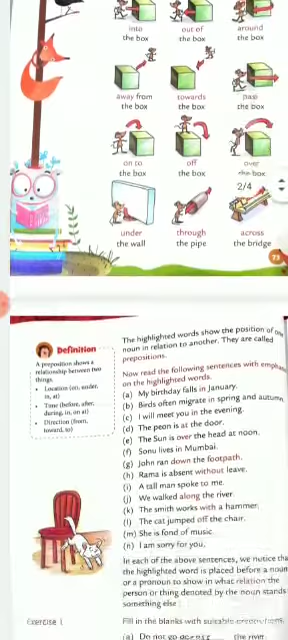 into
out of
around
the box
the box
the box
away from
towards
past
the box
the box
the box
on to
off
over
the box
the box
the box
2/4
under
through
across
the wall
the pipe
the bridge
73
Definition
A preposition shows a
relationship between two
things.
• Location (on, under,
in, at)
• Time (before, after,
during, in, on at)
• Direction (from,
toward, to)
The highlighted words show the position of one
noun in relation to another. They are called
prepositions.
Now read the following sentences with emphas
on the highlighted words.
(a) My birthday falls in January.
(b) Birds often migrate in spring and autumn
(c) I will meet you in the evening.
(d) The peon is at the door.
(e) The Sun is over the head at noon.
(f) Sonu lives in Mumbai.
(g) John ran down the footpath.
(h) Rama is absent without leave.
(i) A tall man spoke to me.
(j) We walked along the river.
(k) The smith works with a hammer.
(l) The cat jumped off the chair.
(m) She is fond of music.
(n) I am sorry for you.
In each of the above sentences, we notice tha
the highlighted word is placed before a noun
or a pronoun to show in what relation the
person or thing denoted by the noun stands
something else
Exercise 1
Fill in the blanks with suitable prepositions.
(a) Do not go across the river.